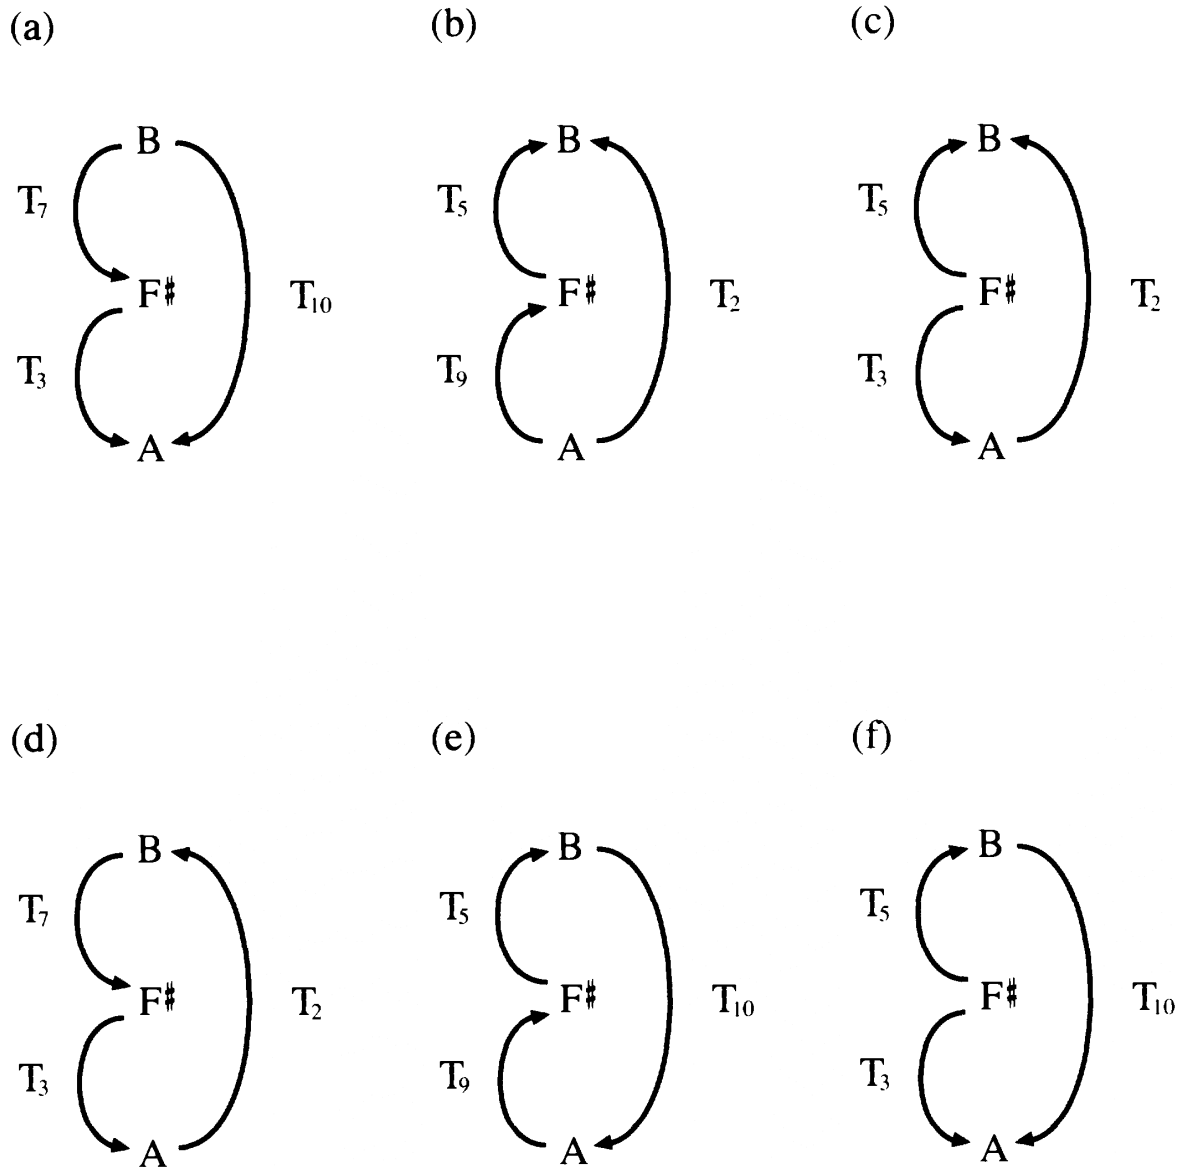 (a) (b) (c)
B B B
T₇ T₅ T₅
F♯ T₁₀ F♯ T₂ F♯ T₂
T₃ T₉ T₃
A A A
(d) (e) (f)
B B B
T₇ T₅ T₅
F♯ T₂ F♯ T₁₀ F♯ T₁₀
T₃ T₉ T₃
A A A